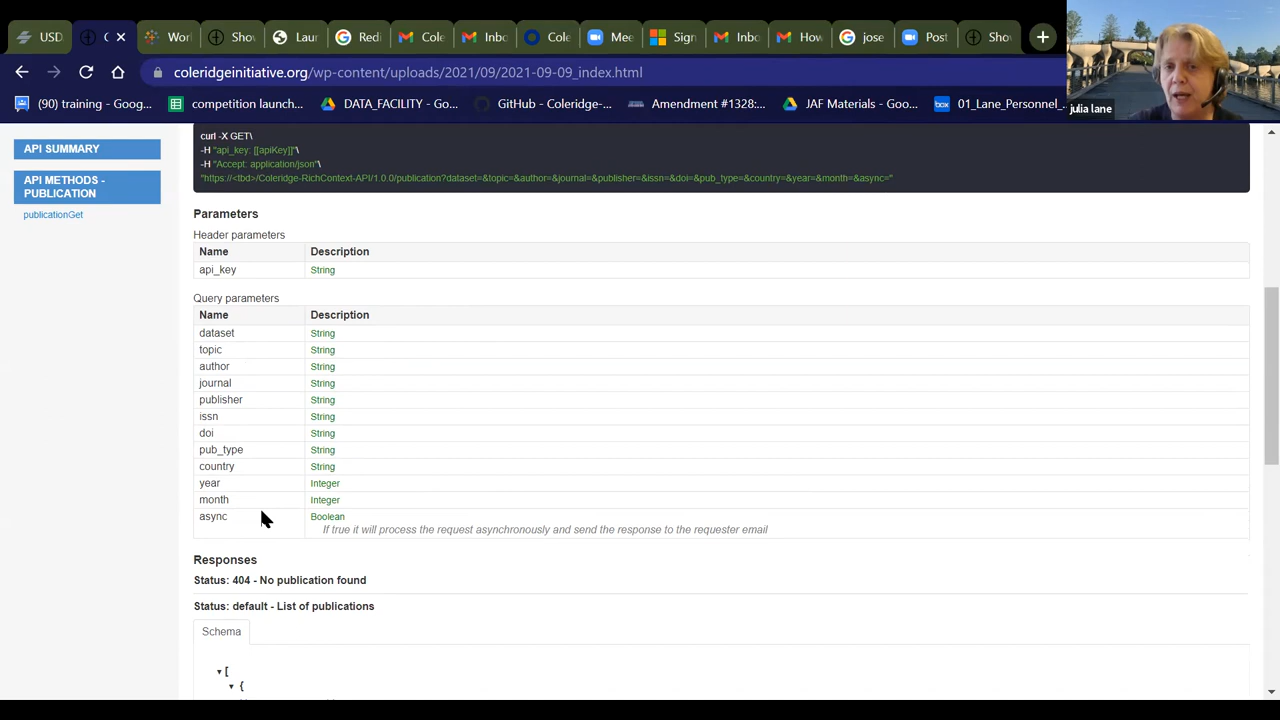 USD
C
Worl
Sho
Laur
Redi
Cole
Inbo
Cole
Mee
Sign
Inbo
How
jose
Post
Sho
coleridgeinitiative.org/wp-content/uploads/2021/09/2021-09-09_index.html
julia lane
(90) training - Goog...
competition launch...
DATA_FACILITY - Go...
GitHub - Coleridge-...
Amendment #1328:...
JAF Materials - Goo...
01_Lane_Personnel_
API SUMMARY
API METHODS -
PUBLICATION
publicationGet
curl -X GET\
-H "api_key: [[apiKey]]"\
-H "Accept: application/json"\
"https://<tbd>/Coleridge-RichContext-API/1.0.0/publication?dataset=&topic=&author=&journal=&publisher=&issn=&doi=&pub_type=&country=&year=&month=&async="
Parameters
Header parameters
Name Description
api_key String
Query parameters
Name Description
dataset String
topic String
author String
journal String
publisher String
issn String
doi String
pub_type String
country String
year Integer
month Integer
async Boolean
If true it will process the request asynchronously and send the response to the requester email
Responses
Status: 404 - No publication found
Status: default - List of publications
Schema
[
{